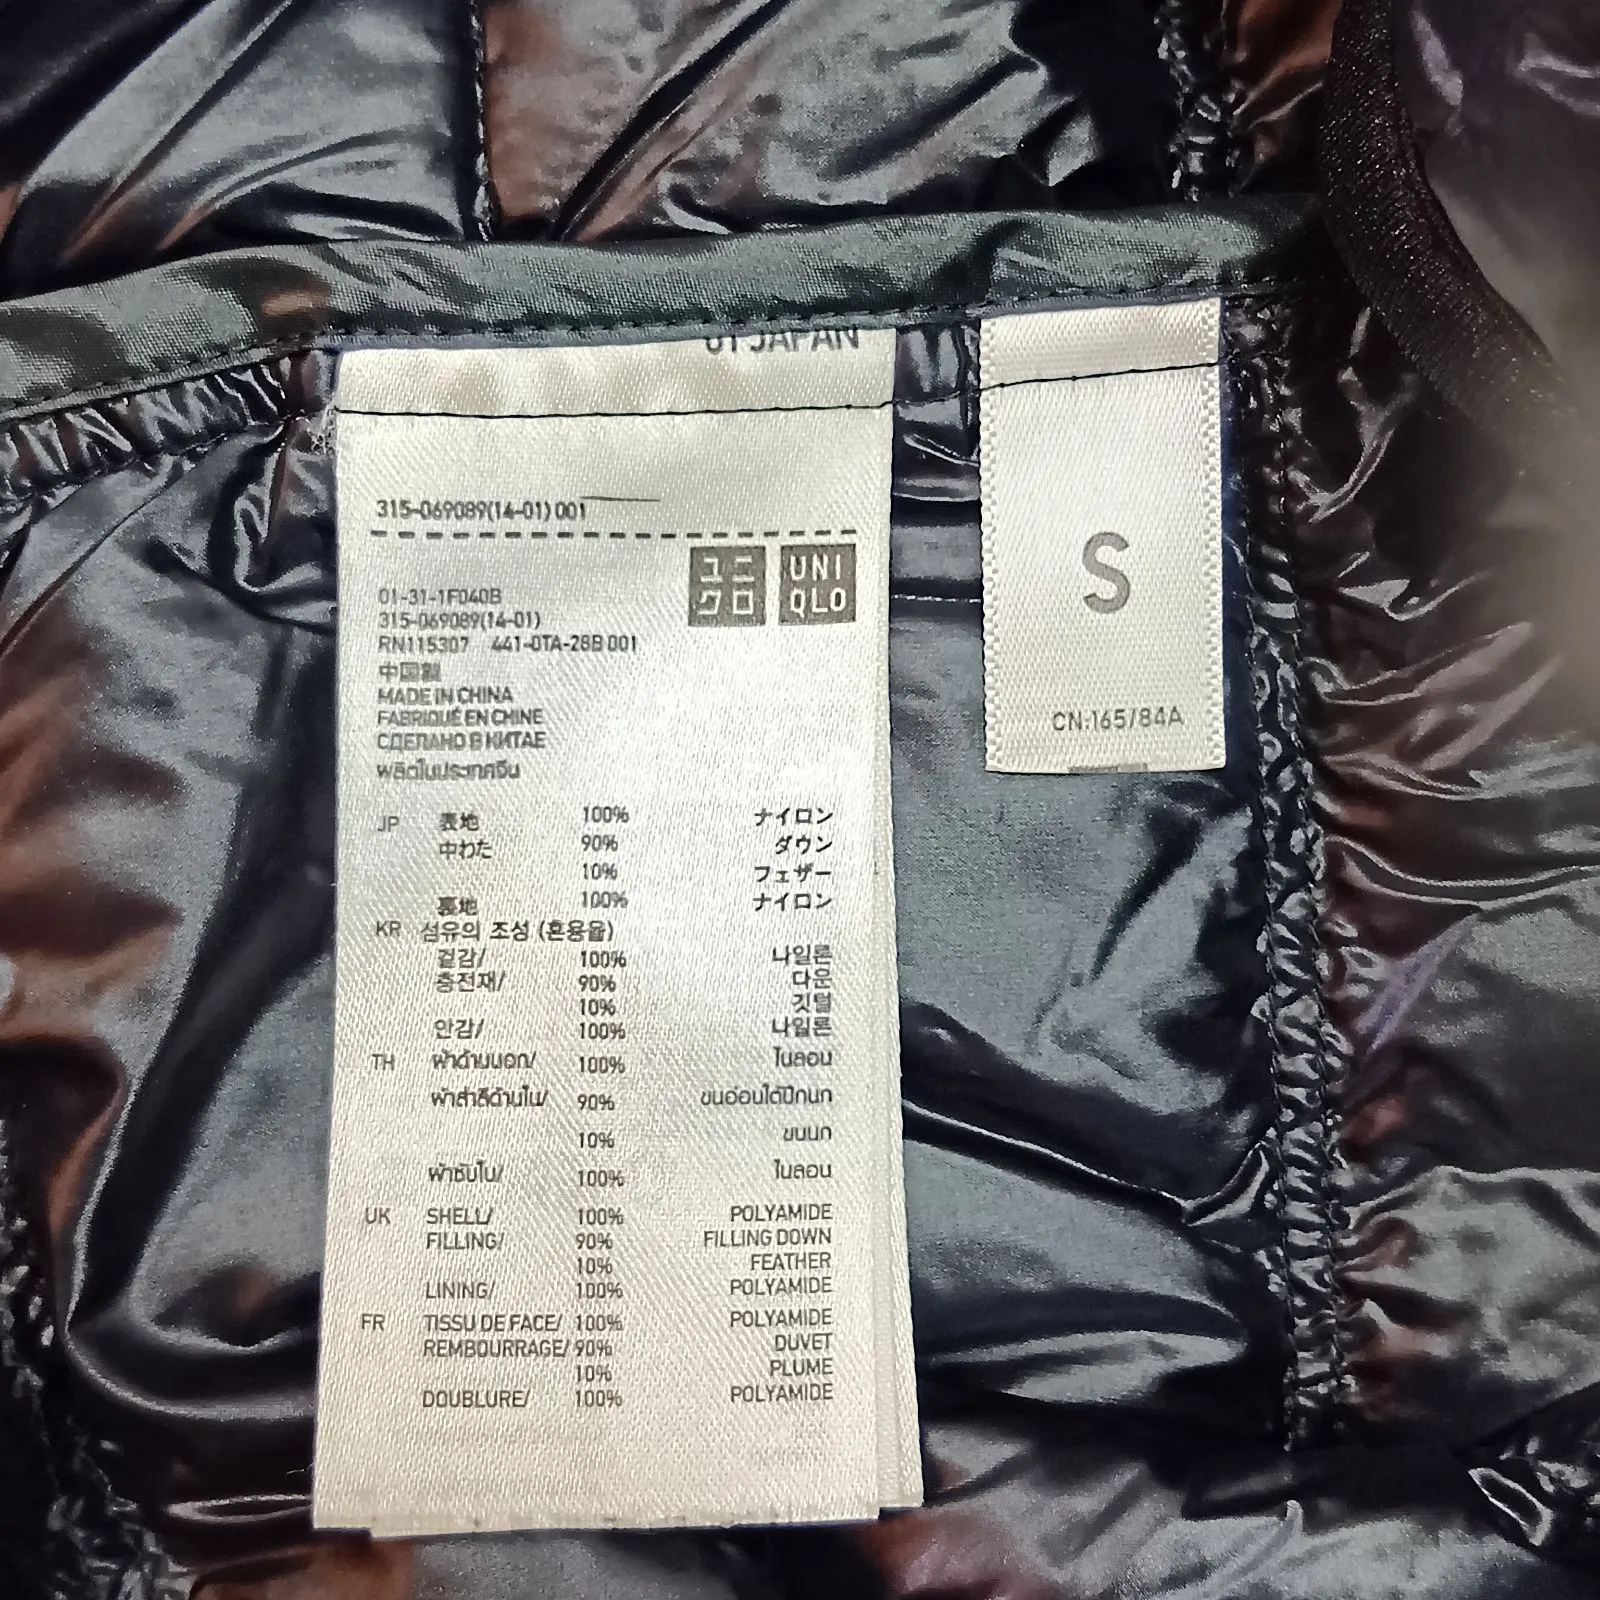 JAPAN
315-069089(14-01) 001
ユニ
クロ
UNI
QLO
01-31-1F040B
315-069089(14-01)
RN115307 441-0TA-28B 001
中国製
MADE IN CHINA
FABRIQUÉ EN CHINE
СДЕЛАНО В КИТАЕ
ผลิตในประเทศจีน
JP 表地 100% ナイロン
中わた 90% ダウン
10% フェザー
裏地 100% ナイロン
KR 섬유의 조성 (혼용율)
겉감/ 100% 나일론
충전재/ 90% 다운
10% 깃털
안감/ 100% 나일론
TH ผ้าด้านนอก/ 100% ไนลอน
ผ้าสำลีด้านใน/ 90% ขนอ่อนใต้ปีกนก
10% ขนนก
ผ้าซับใน/ 100% ไนลอน
UK SHELL/ 100% POLYAMIDE
FILLING/ 90% FILLING DOWN
10% FEATHER
LINING/ 100% POLYAMIDE
FR TISSU DE FACE/ 100% POLYAMIDE
REMBOURRAGE/ 90% DUVET
10% PLUME
DOUBLURE/ 100% POLYAMIDE
S
CN:165/84A